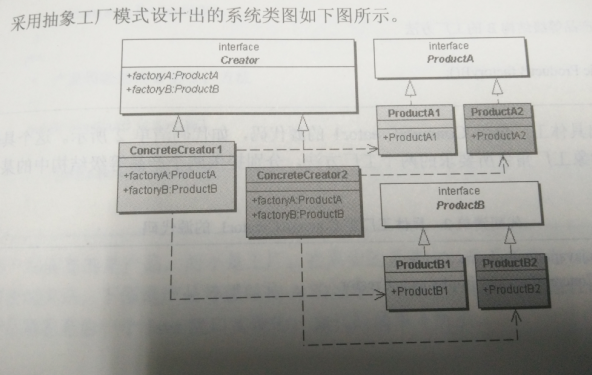 采用抽象工厂模式设计出的系统类图如下图所示。
interface
Creator
+factoryA:ProductA
+factoryB:ProductB
interface
ProductA
ProductA1
+ProductA1
ProductA2
+ProductA2
ConcreteCreator1
+factoryA:ProductA
+factoryB:ProductB
ConcreteCreator2
+factoryA:ProductA
+factoryB:ProductB
interface
ProductB
ProductB1
+ProductB1
ProductB2
+ProductB2